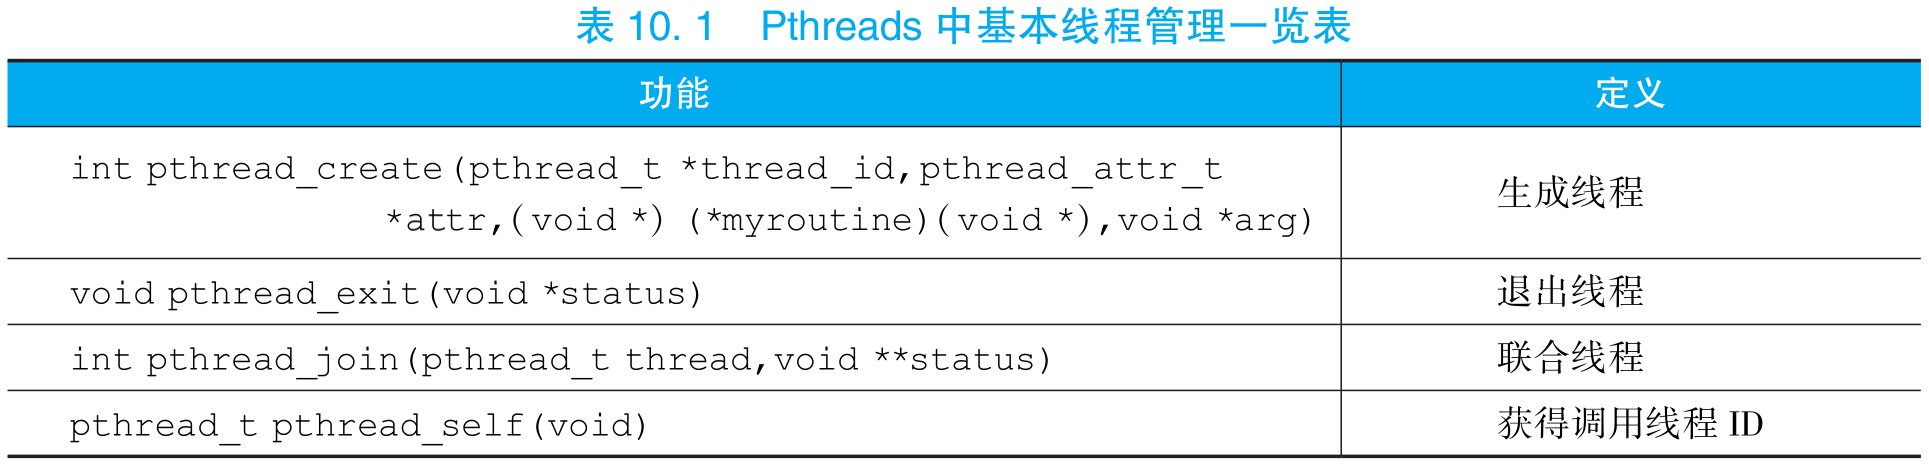 表 10.1 Pthreads 中基本线程管理一览表
功能 定义
int pthread_create(pthread_t *thread_id,pthread_attr_t
*attr,(void *) (*myroutine)(void *),void *arg) 生成线程
void pthread_exit(void *status) 退出线程
int pthread_join(pthread_t thread,void **status) 联合线程
pthread_t pthread_self(void) 获得调用线程 ID